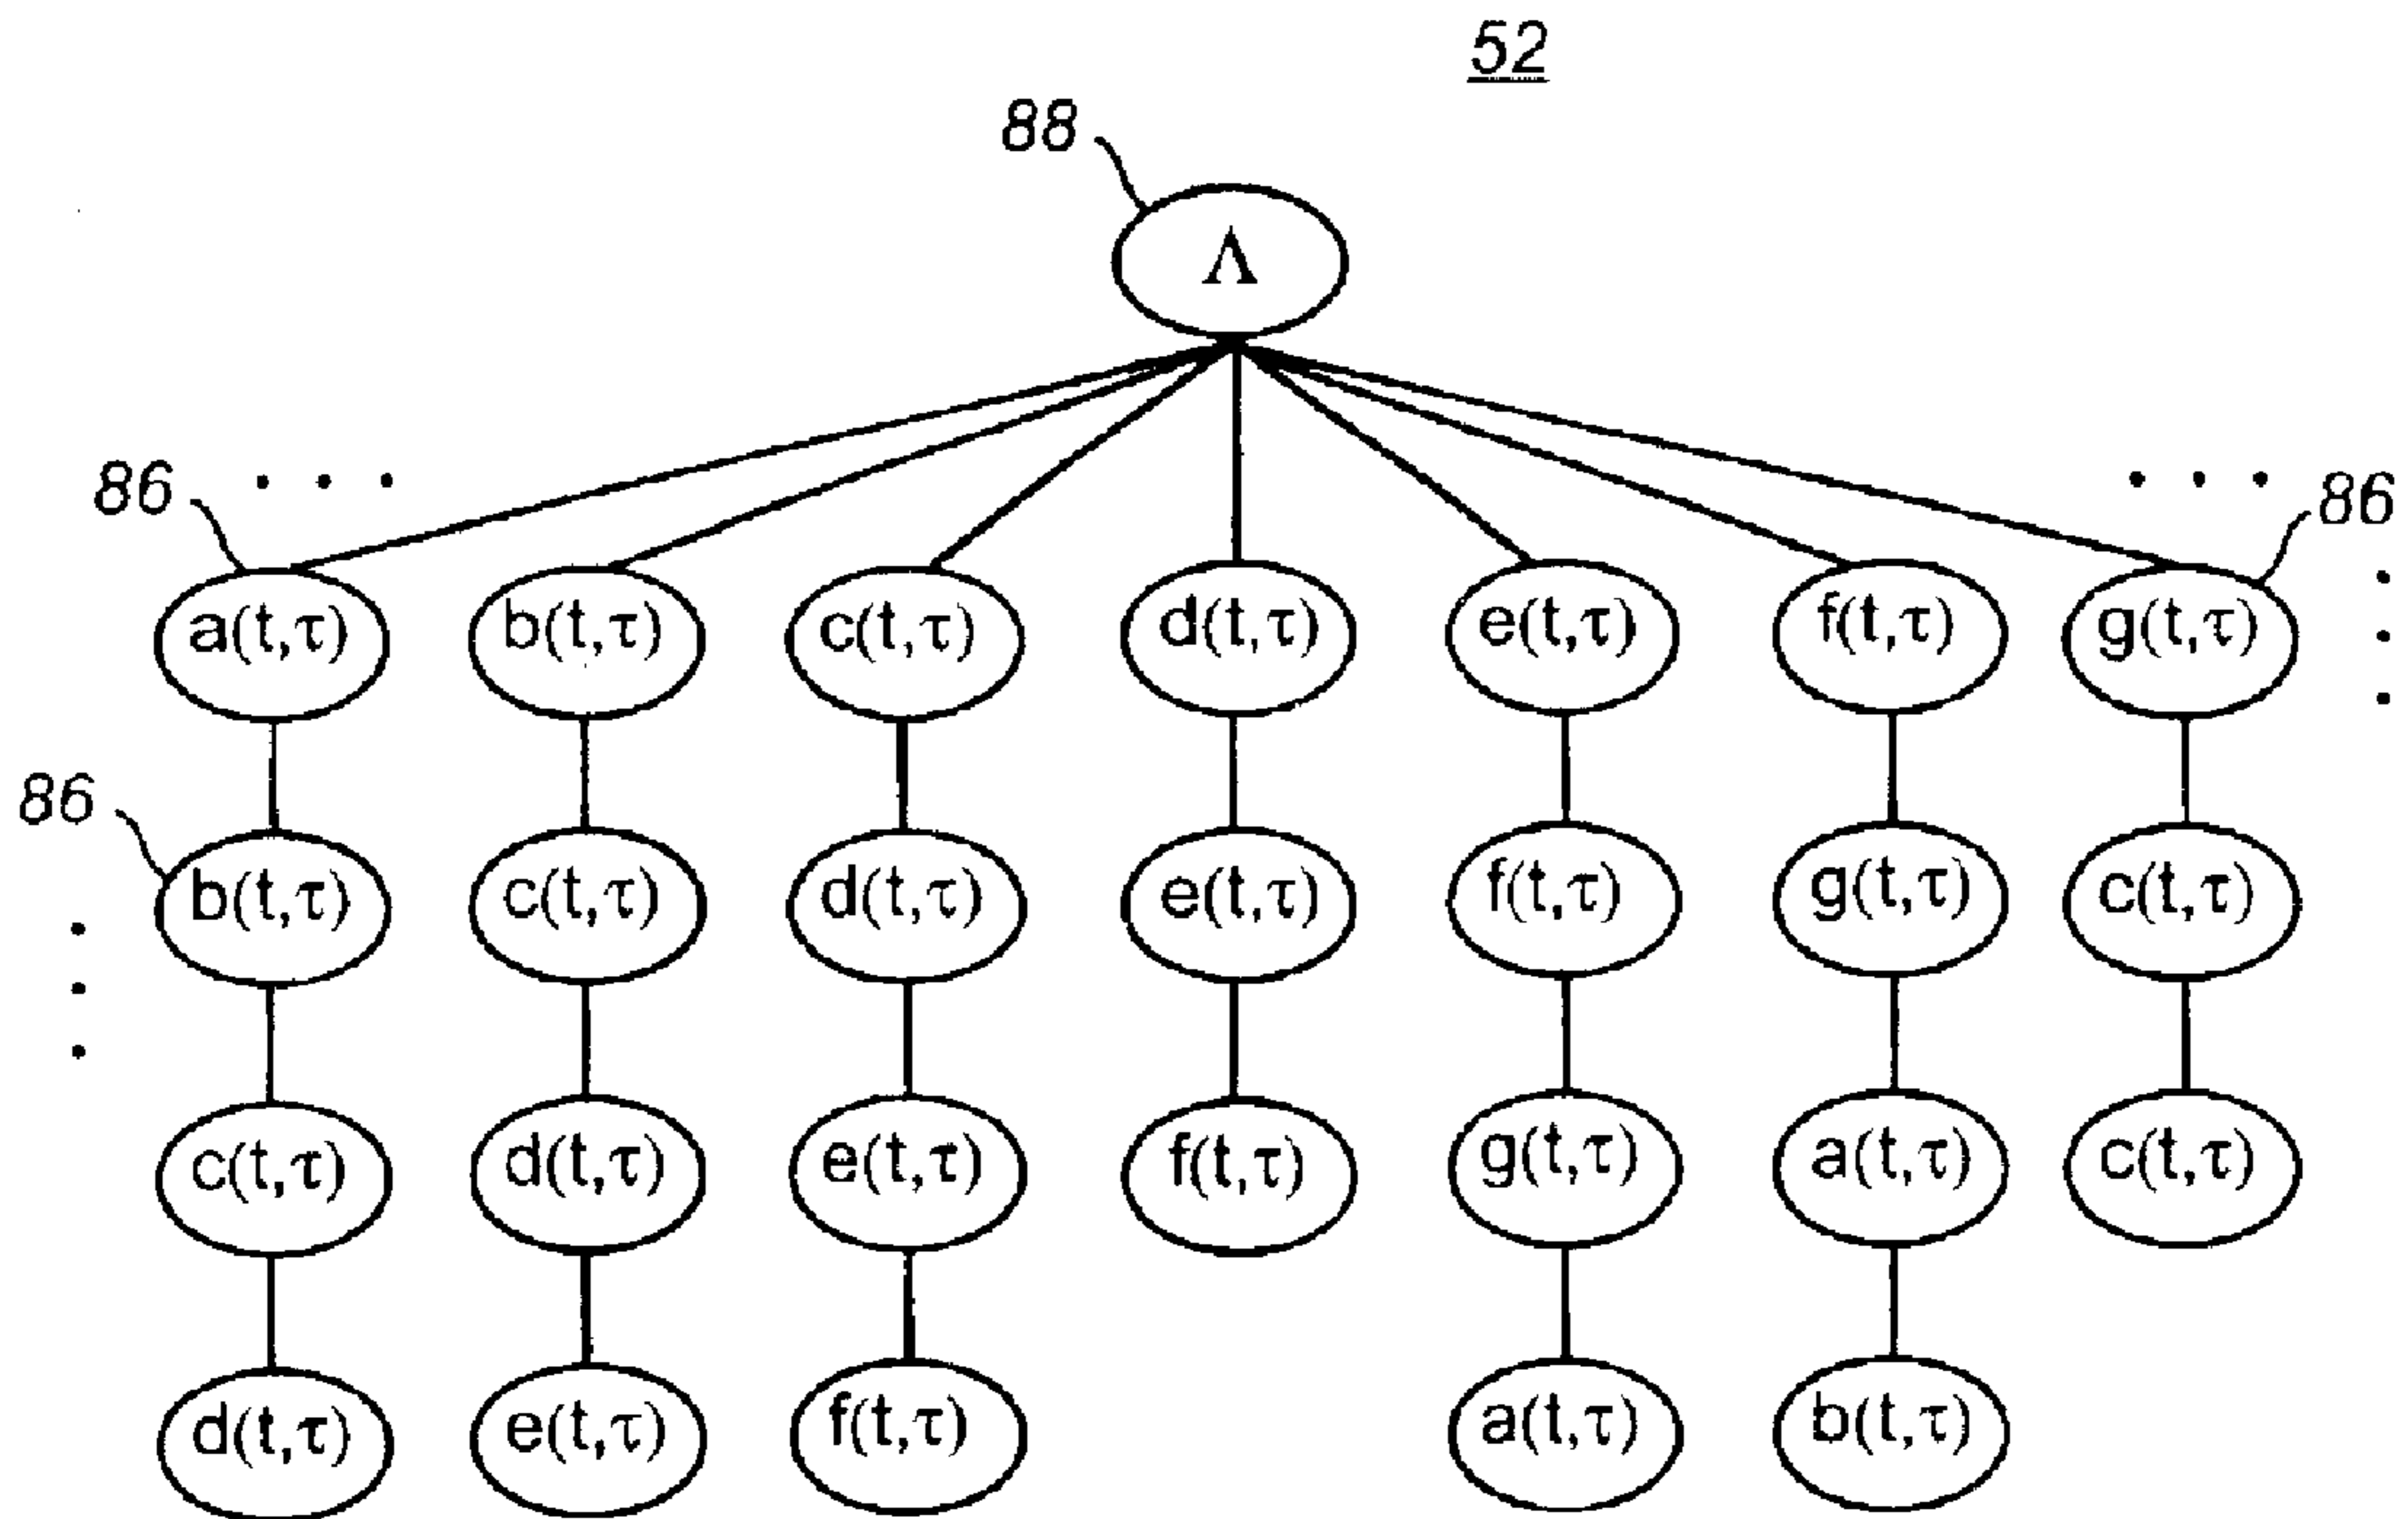 52
88
Λ
86
86
a(t,τ) b(t,τ) c(t,τ) d(t,τ) e(t,τ) f(t,τ) g(t,τ)
86
b(t,τ) c(t,τ) d(t,τ) e(t,τ) f(t,τ) g(t,τ) c(t,τ)
c(t,τ) d(t,τ) e(t,τ) f(t,τ) g(t,τ) a(t,τ) c(t,τ)
d(t,τ) e(t,τ) f(t,τ) a(t,τ) b(t,τ)